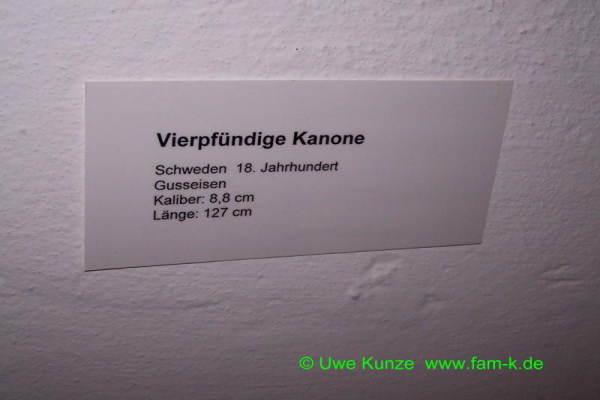 Vierpfündige Kanone
Schweden 18. Jahrhundert
Gusseisen
Kaliber: 8,8 cm
Länge: 127 cm
© Uwe Kunze www.fam-k.de